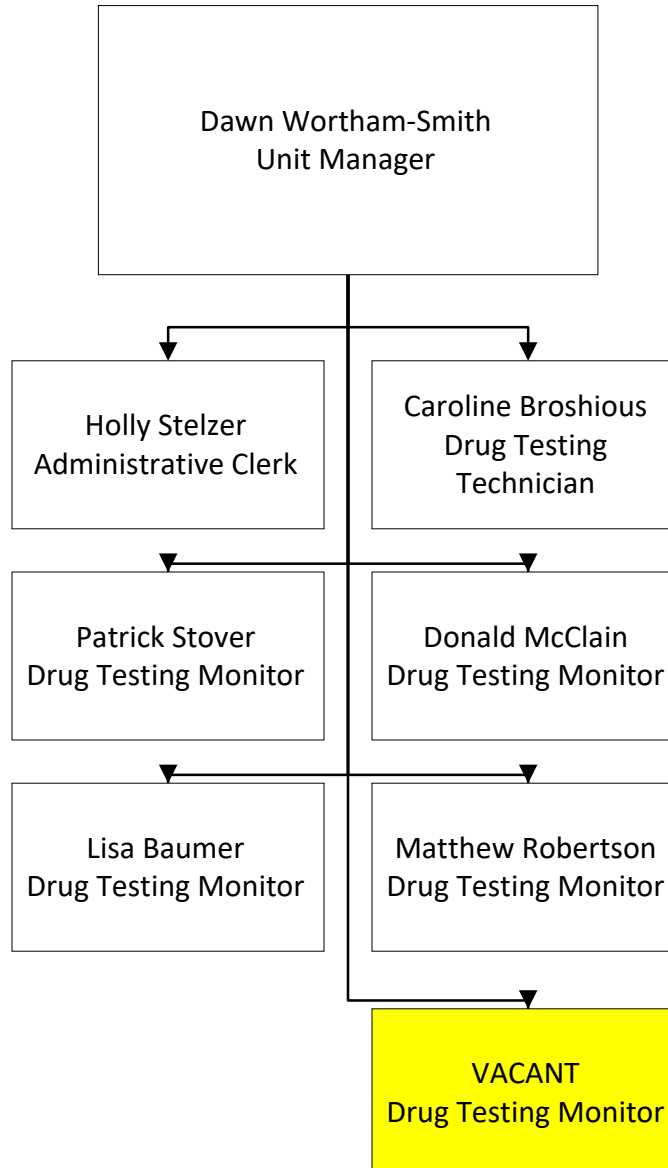 Dawn Wortham-Smith
Unit Manager
Holly Stelzer
Administrative Clerk
Caroline Broshious
Drug Testing
Technician
Patrick Stover
Drug Testing Monitor
Donald McClain
Drug Testing Monitor
Lisa Baumer
Drug Testing Monitor
Matthew Robertson
Drug Testing Monitor
VACANT
Drug Testing Monitor